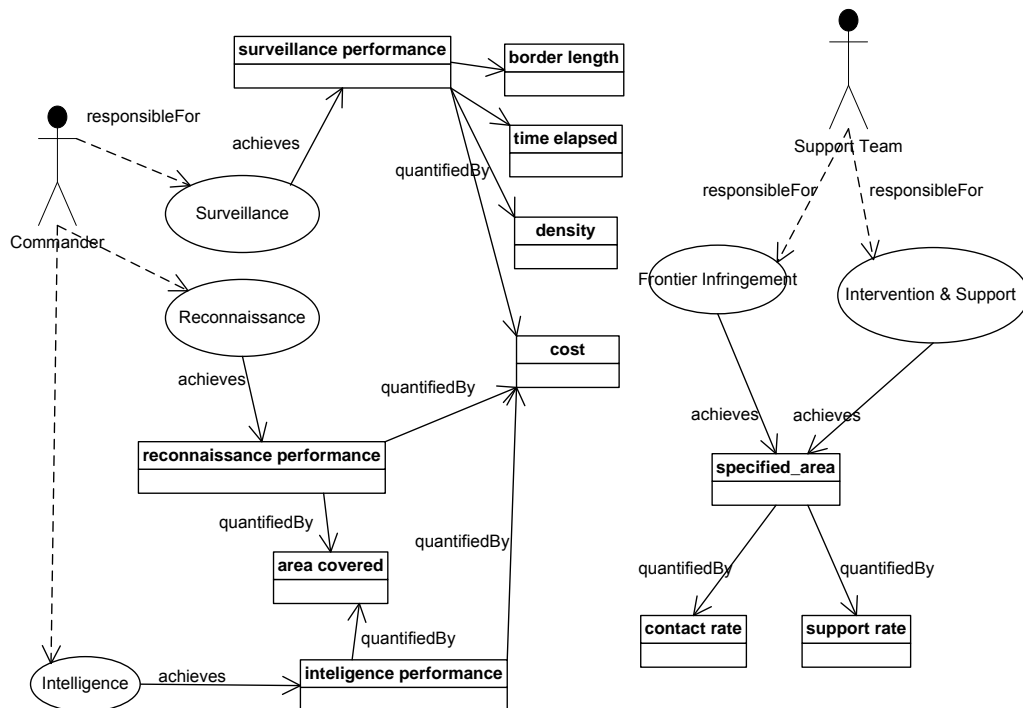 surveillance performance
border length
responsibleFor
achieves
time elapsed
Support Team
quantifiedBy
responsibleFor
responsibleFor
Surveillance
density
Commander
Frontier Infringement
Intervention & Support
Reconnaissance
cost
achieves
quantifiedBy
achieves
achieves
reconnaissance performance
specified_area
quantifiedBy
quantifiedBy
area covered
quantifiedBy
quantifiedBy
quantifiedBy
contact rate
support rate
achieves
inteligence performance
Intelligence